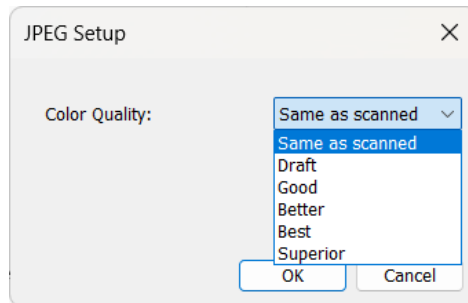 JPEG Setup
Color Quality:
Same as scanned
Same as scanned
Draft
Good
Better
Best
Superior
OK
Cancel